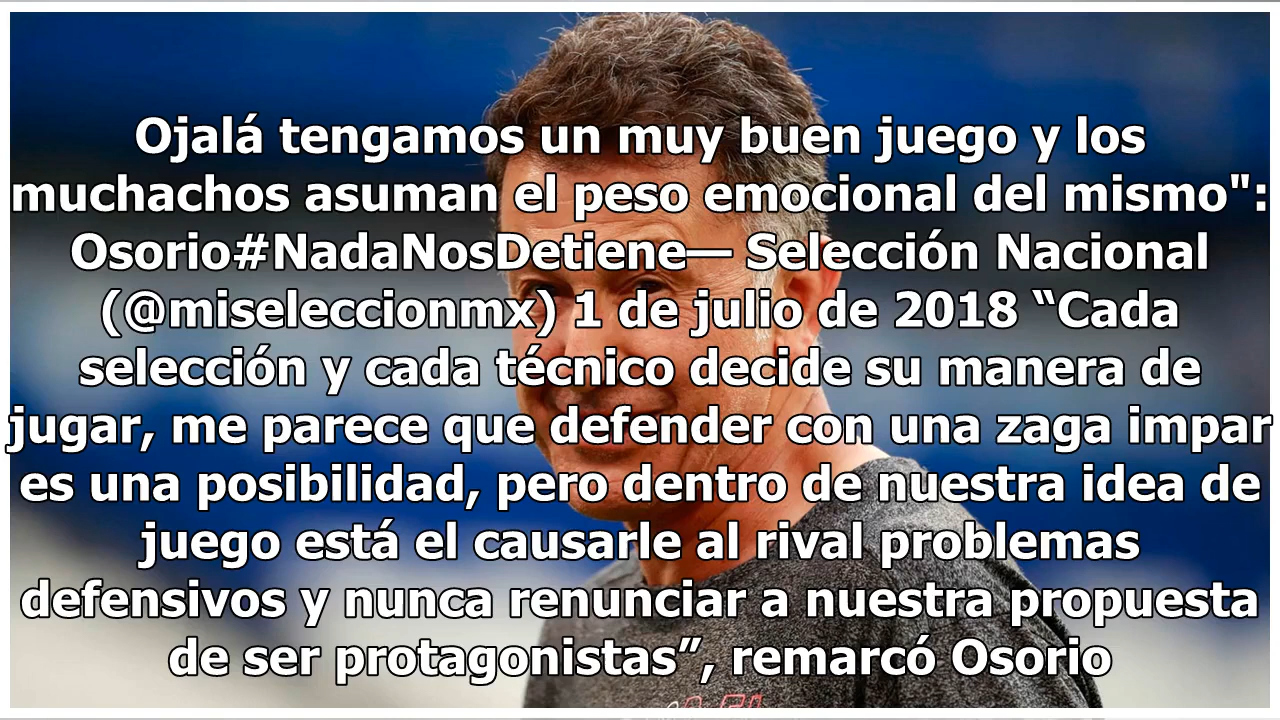 Ojalá tengamos un muy buen juego y los
muchachos asuman el peso emocional del mismo":
Osorio#NadaNosDetiene— Selección Nacional
(@miseleccionmx) 1 de julio de 2018 “Cada
selección y cada técnico decide su manera de
jugar, me parece que defender con una zaga impar
es una posibilidad, pero dentro de nuestra idea de
juego está el causarle al rival problemas
defensivos y nunca renunciar a nuestra propuesta
de ser protagonistas”, remarcó Osorio